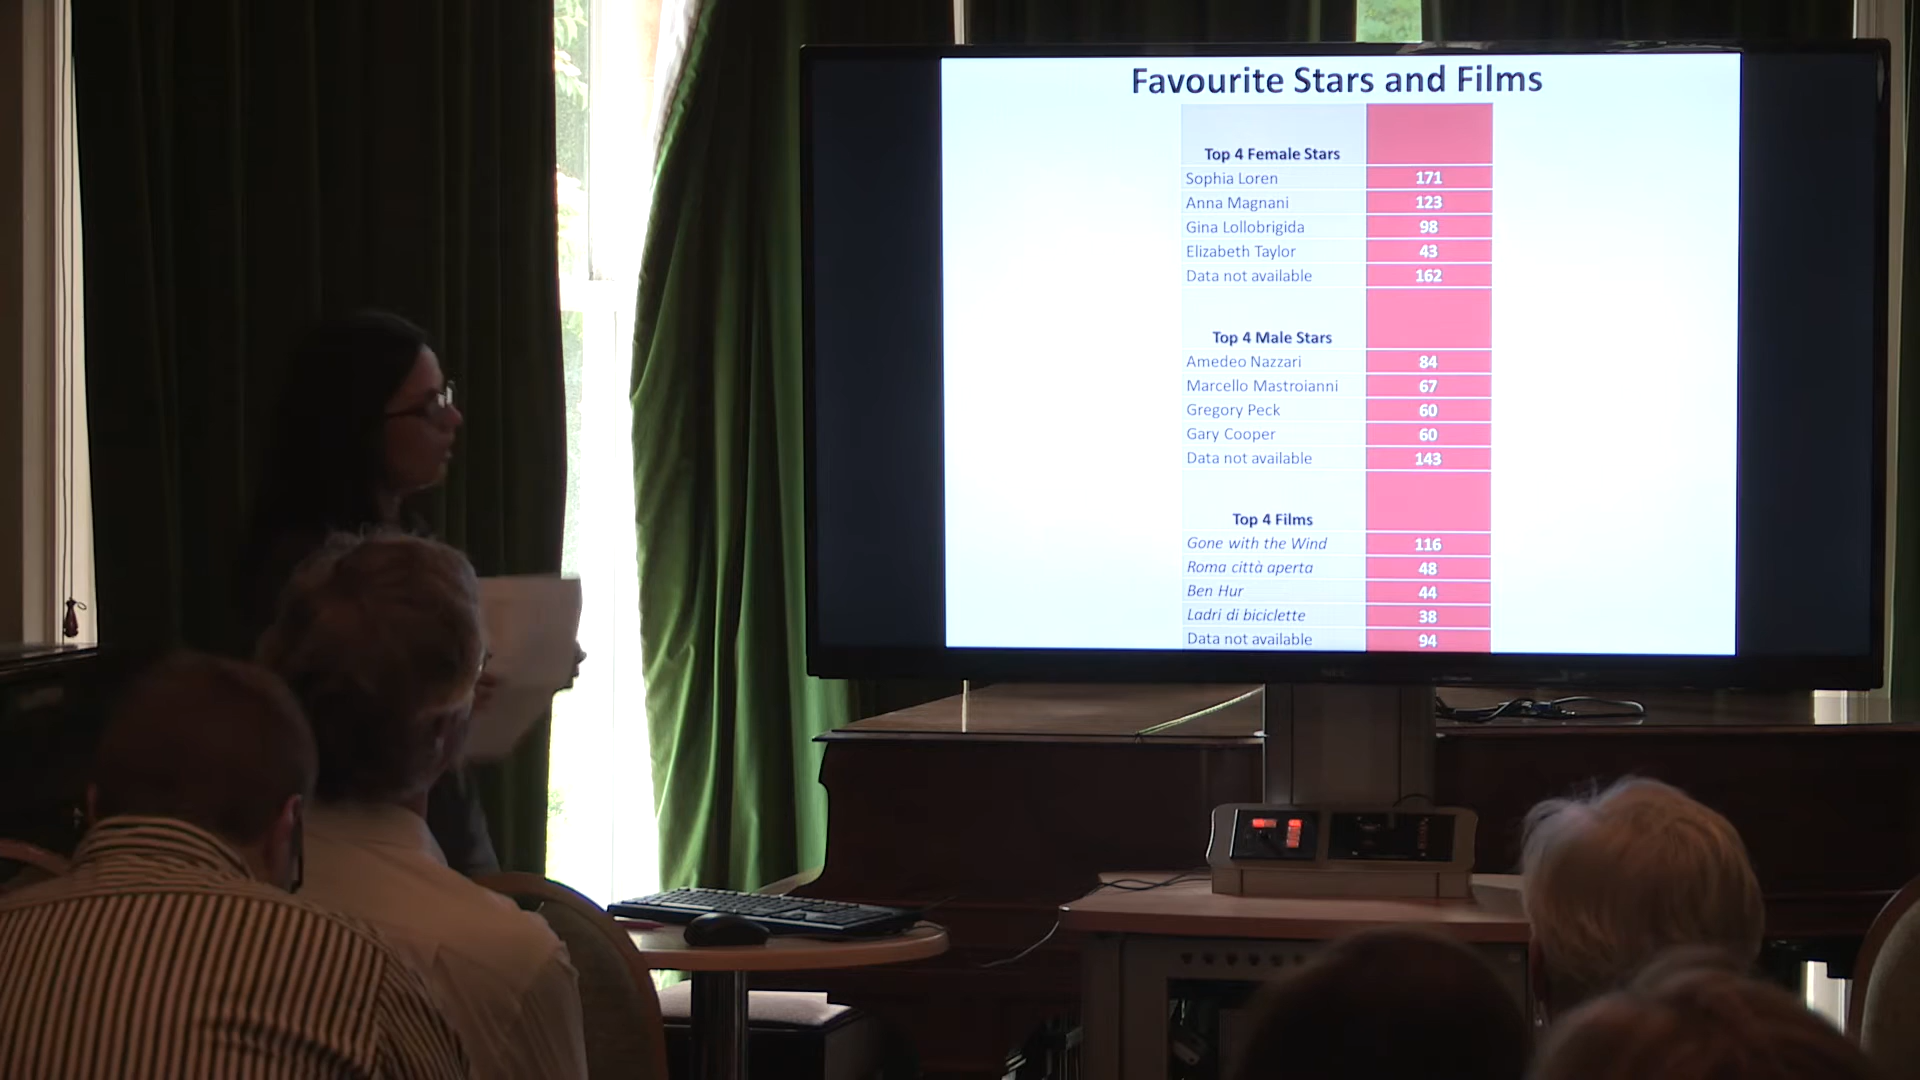 Favourite Stars and Films
Top 4 Female Stars
Sophia Loren 171
Anna Magnani 123
Gina Lollobrigida 98
Elizabeth Taylor 43
Data not available 162
Top 4 Male Stars
Amedeo Nazzari 84
Marcello Mastroianni 67
Gregory Peck 60
Gary Cooper 60
Data not available 143
Top 4 Films
Gone with the Wind 116
Roma città aperta 48
Ben Hur 44
Ladri di biciclette 38
Data not available 94
NEC